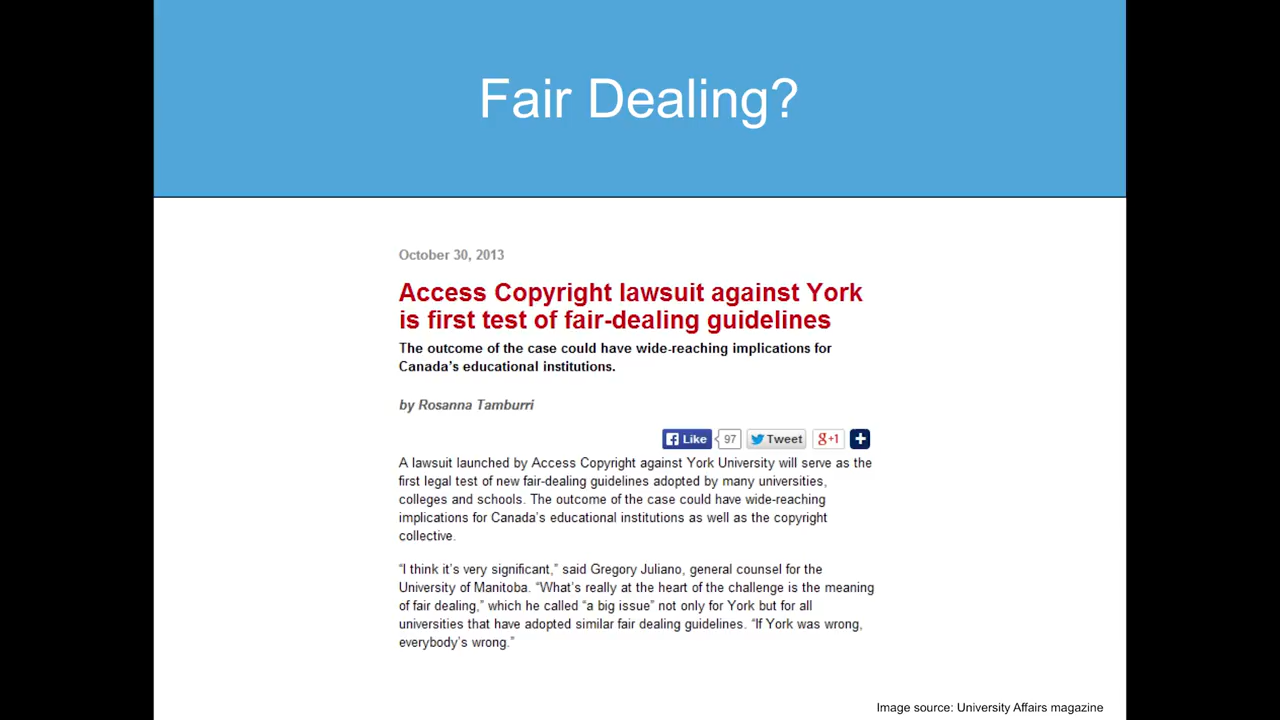 Fair Dealing?
October 30, 2013
Access Copyright lawsuit against York
is first test of fair-dealing guidelines
The outcome of the case could have wide-reaching implications for
Canada's educational institutions.
by Rosanna Tamburri
Like 97 Tweet g+1 +
A lawsuit launched by Access Copyright against York University will serve as the
first legal test of new fair-dealing guidelines adopted by many universities,
colleges and schools. The outcome of the case could have wide-reaching
implications for Canada's educational institutions as well as the copyright
collective.
“I think it's very significant,” said Gregory Juliano, general counsel for the
University of Manitoba. “What's really at the heart of the challenge is the meaning
of fair dealing,” which he called “a big issue” not only for York but for all
universities that have adopted similar fair dealing guidelines. “If York was wrong,
everybody's wrong.”
Image source: University Affairs magazine